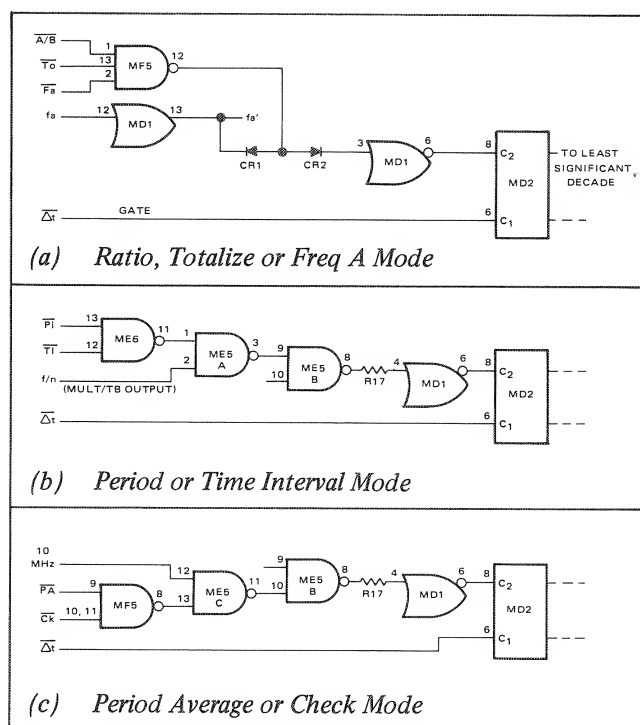 A/B
1
12
To
13
MF5
Fa
2
fa
12
MD1
13
fa'
CR1
CR2
3
MD1
6
8
C2
TO LEAST
SIGNIFICANT
DECADE
MD2
Δt
GATE
6
C1
(a) Ratio, Totalize or Freq A Mode
Pi
13
ME6
11
1
TI
12
ME5
A
3
9
f/n
2
(MULT/TB OUTPUT)
10
ME5
B
8
R17
4
MD1
6
8
C2
MD2
Δt
6
C1
(b) Period or Time Interval Mode
10
MHz
12
PA
9
MF5
8
13
ME5
C
11
10
Ck
10, 11
9
ME5
B
8
R17
4
MD1
6
8
C2
MD2
Δt
6
C1
(c) Period Average or Check Mode